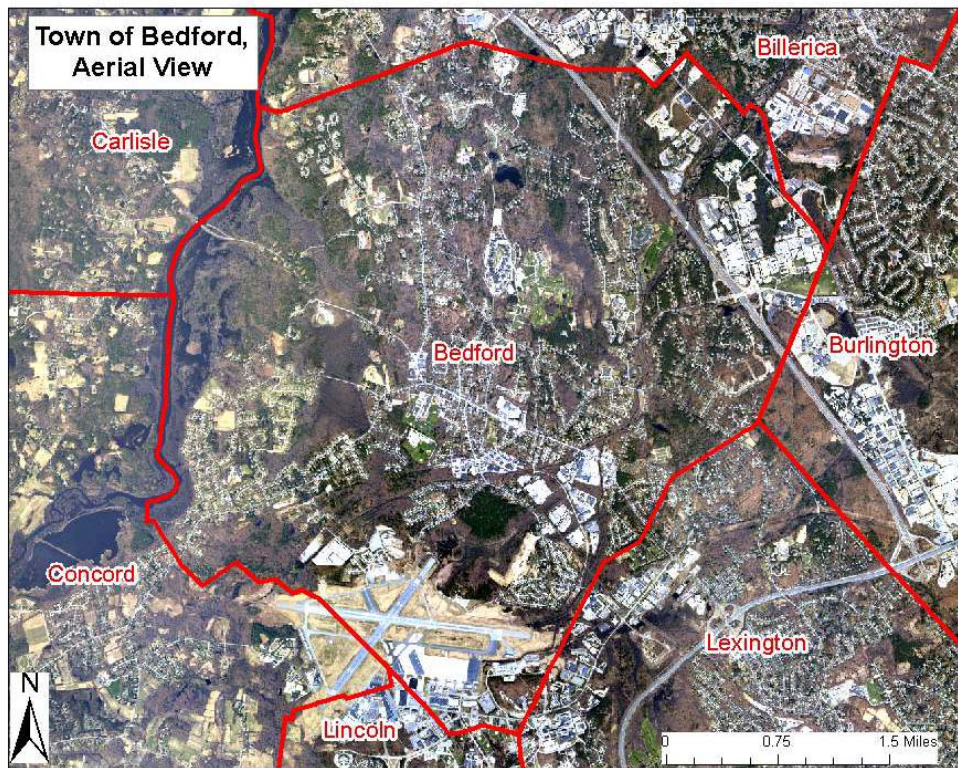 Town of Bedford,
Aerial View
Billerica
Carlisle
Bedford
Burlington
Concord
Lexington
N
Lincoln
0 0.75 1.5 Miles